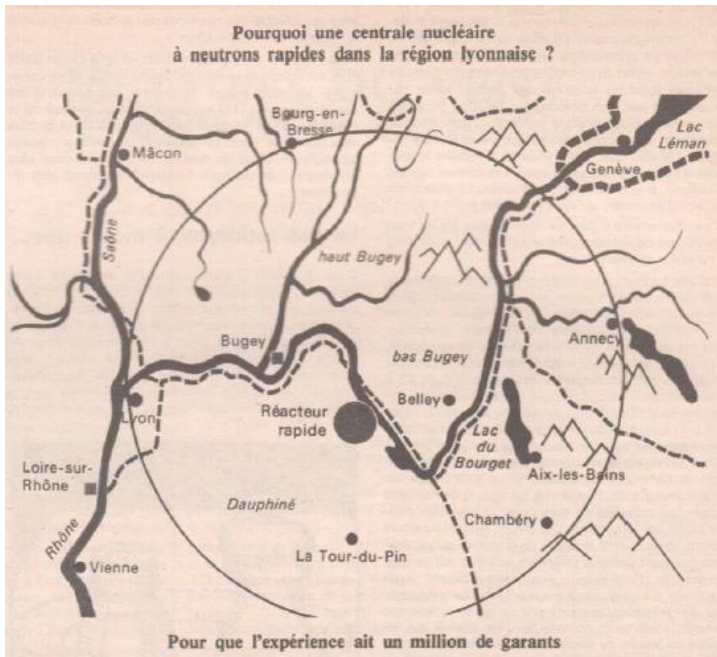 Pourquoi une centrale nucléaire
à neutrons rapides dans la région lyonnaise ?
Bourg-en-
Bresse
Mâcon
Lac
Léman
Genève
Saône
haut Bugey
Bugey
Annecy
bas Bugey
Lyon
Réacteur
rapide
Belley
Lac
du
Bourget
Loire-sur-
Rhône
Aix-les-Bains
Dauphiné
Chambéry
Rhône
La Tour-du-Pin
Vienne
Pour que l'expérience ait un million de garants